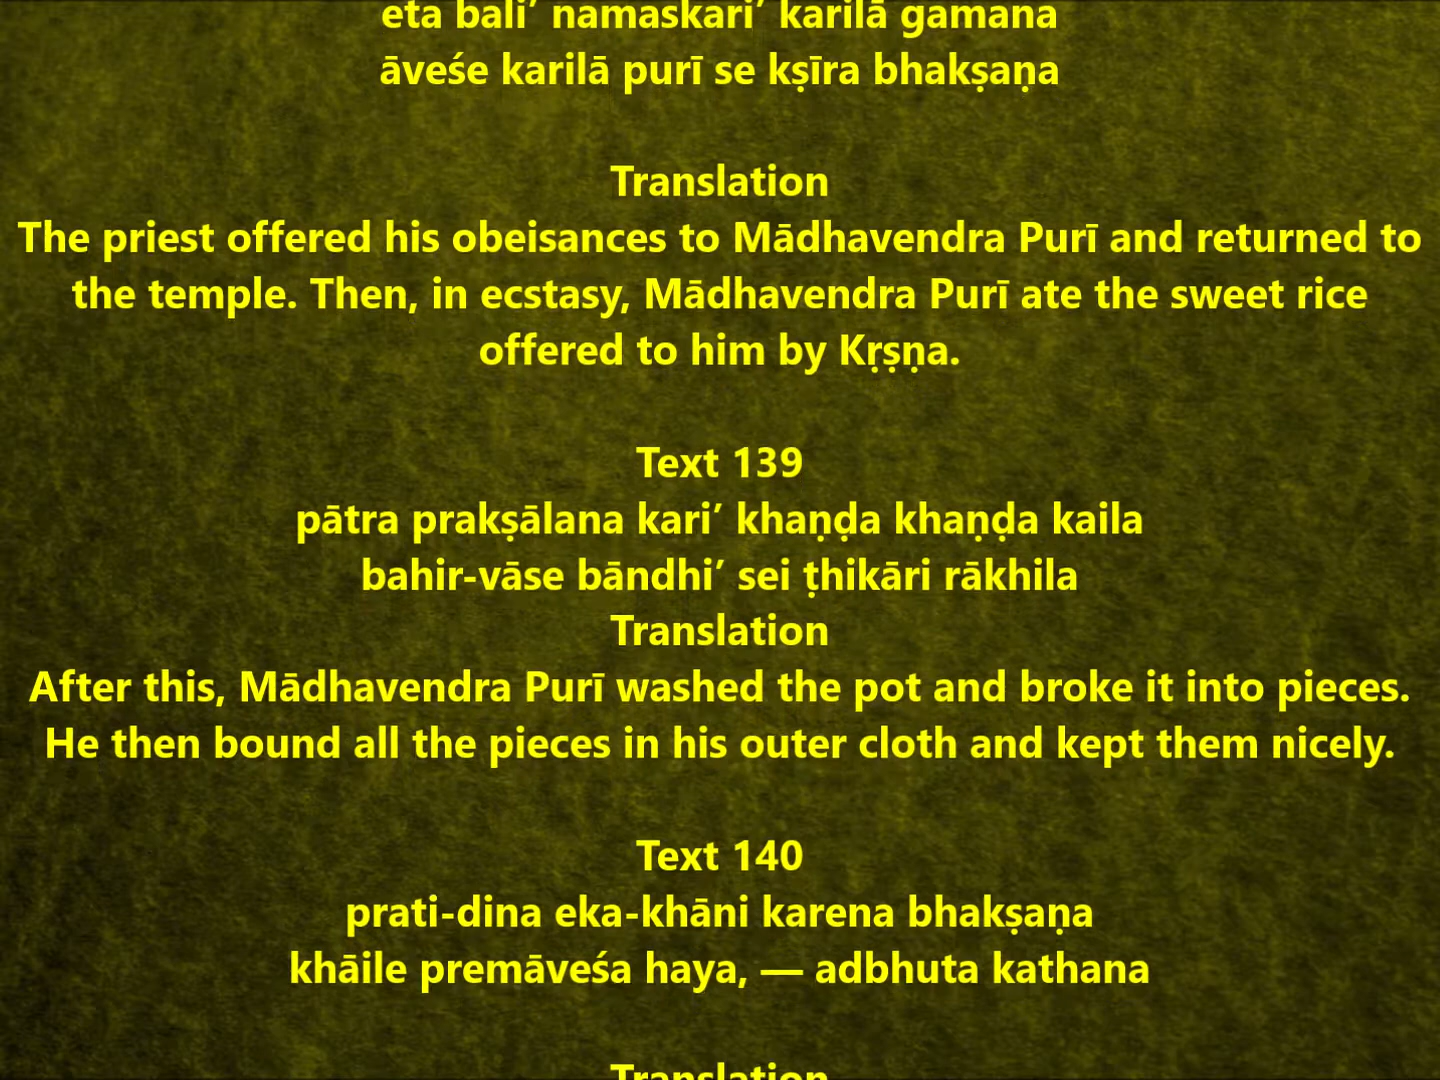 eta bali’ namaskari’ karilā gamana
āveśe karilā purī se kṣīra bhakṣaṇa
Translation
The priest offered his obeisances to Mādhavendra Purī and returned to
the temple. Then, in ecstasy, Mādhavendra Purī ate the sweet rice
offered to him by Kṛṣṇa.
Text 139
pātra prakṣālana kari’ khaṇḍa khaṇḍa kaila
bahir-vāse bāndhi’ sei ṭhikāri rākhila
Translation
After this, Mādhavendra Purī washed the pot and broke it into pieces.
He then bound all the pieces in his outer cloth and kept them nicely.
Text 140
prati-dina eka-khāni karena bhakṣaṇa
khāile premāveśa haya, — adbhuta kathana
Translation